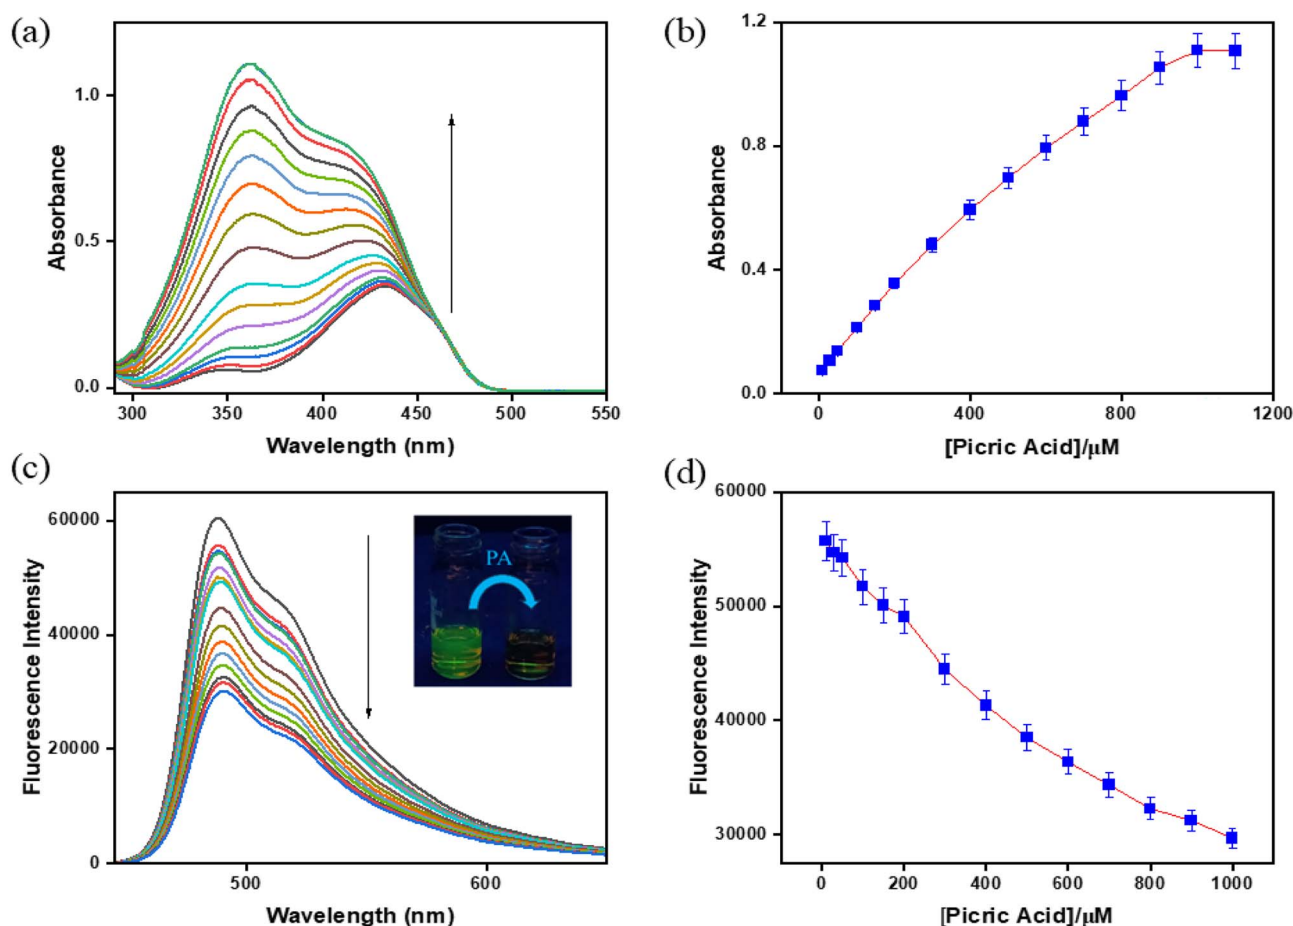 (a)
1.0
0.5
0.0
Absorbance
300 350 400 450 500 550
Wavelength (nm)
(b)
1.2
0.8
0.4
0.0
Absorbance
0 400 800 1200
[Picric Acid]/μM
(c)
60000
40000
20000
0
Fluorescence Intensity
PA
500 600
Wavelength (nm)
(d)
60000
50000
40000
30000
Fluorescence Intensity
0 200 400 600 800 1000
[Picric Acid]/μM